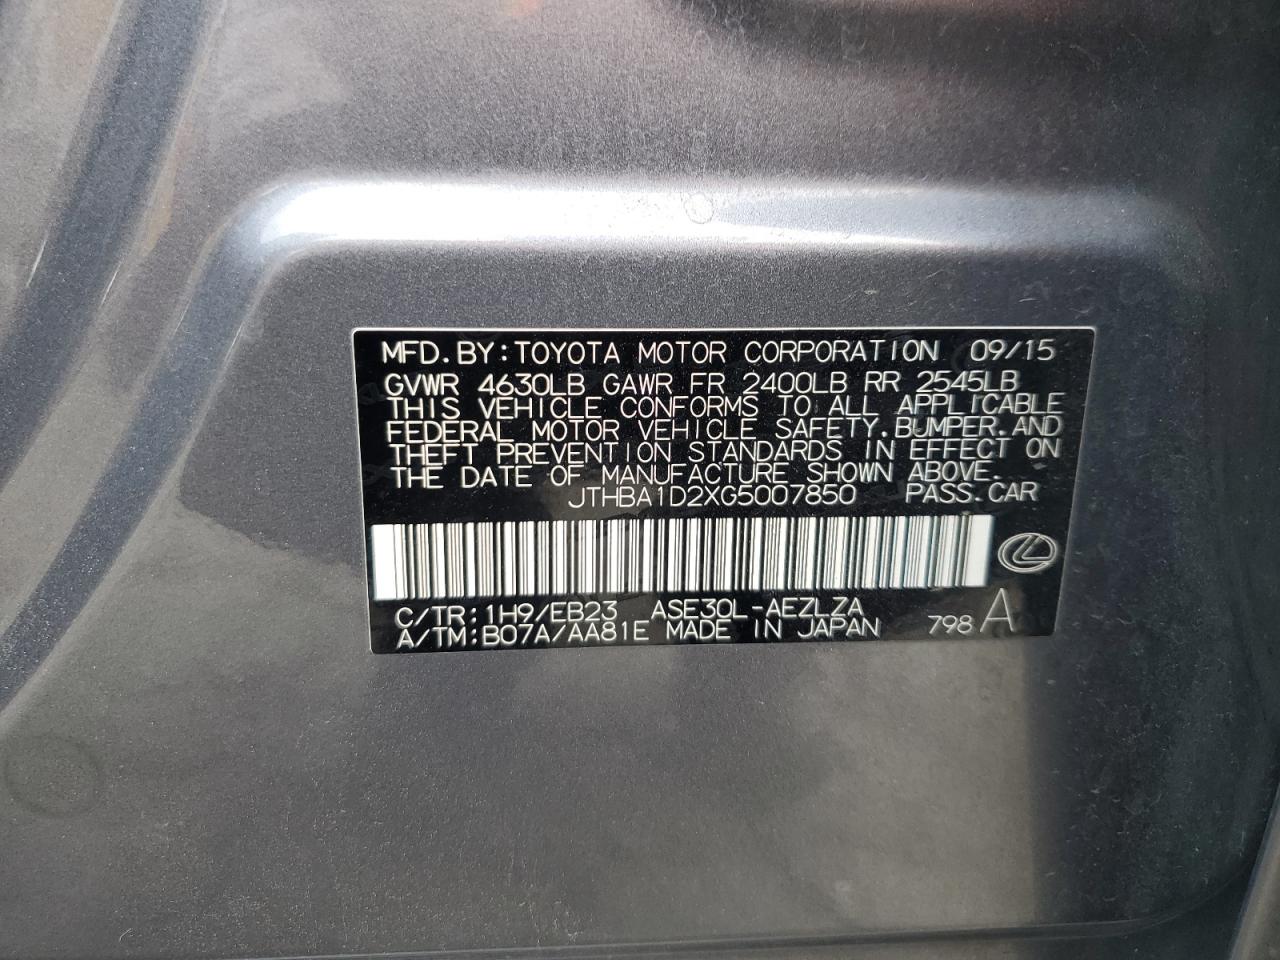 MFD.BY:TOYOTA MOTOR CORPORATION 09/15
GVWR 4630LB GAWR FR 2400LB RR 2545LB
THIS VEHICLE CONFORMS TO ALL APPLICABLE
FEDERAL MOTOR VEHICLE SAFETY,BUMPER,AND
THEFT PREVENTION STANDARDS IN EFFECT ON
THE DATE OF MANUFACTURE SHOWN ABOVE.
JTHBA1D2XG5007850 PASS.CAR
C/TR:1H9/EB23 ASE30L-AEZLZA
A/TM:B07A/AA81E MADE IN JAPAN 798 A